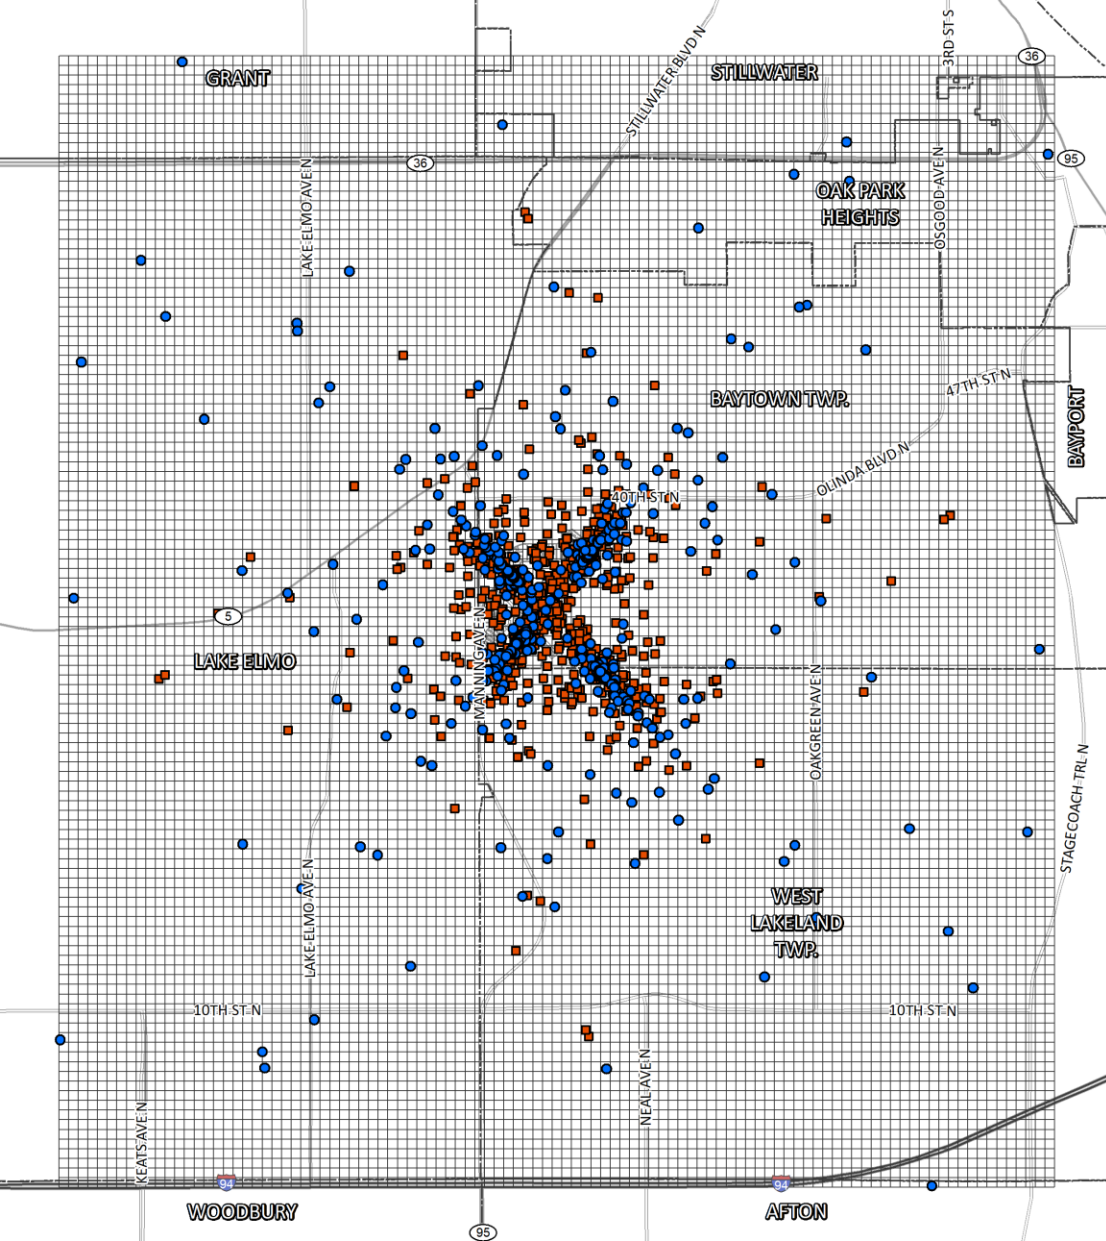 3RD ST S
STILLWATER BLVD N
36
GRANT
STILLWATER
36
95
LAKE ELMO AVE N
OAK PARK
HEIGHTS
OSGOOD AVE N
47TH ST N
BAYTOWN TWP.
BAYPORT
OLINDA BLVD N
40TH ST N
5
LAKE ELMO
MANNING AVE N
OAKGREEN AVE N
STAGECOACH TRL N
LAKE ELMO AVE N
WEST
LAKELAND
TWP.
10TH ST N
10TH ST N
KEATS AVE N
NEAL AVE N
94
94
WOODBURY
AFTON
95